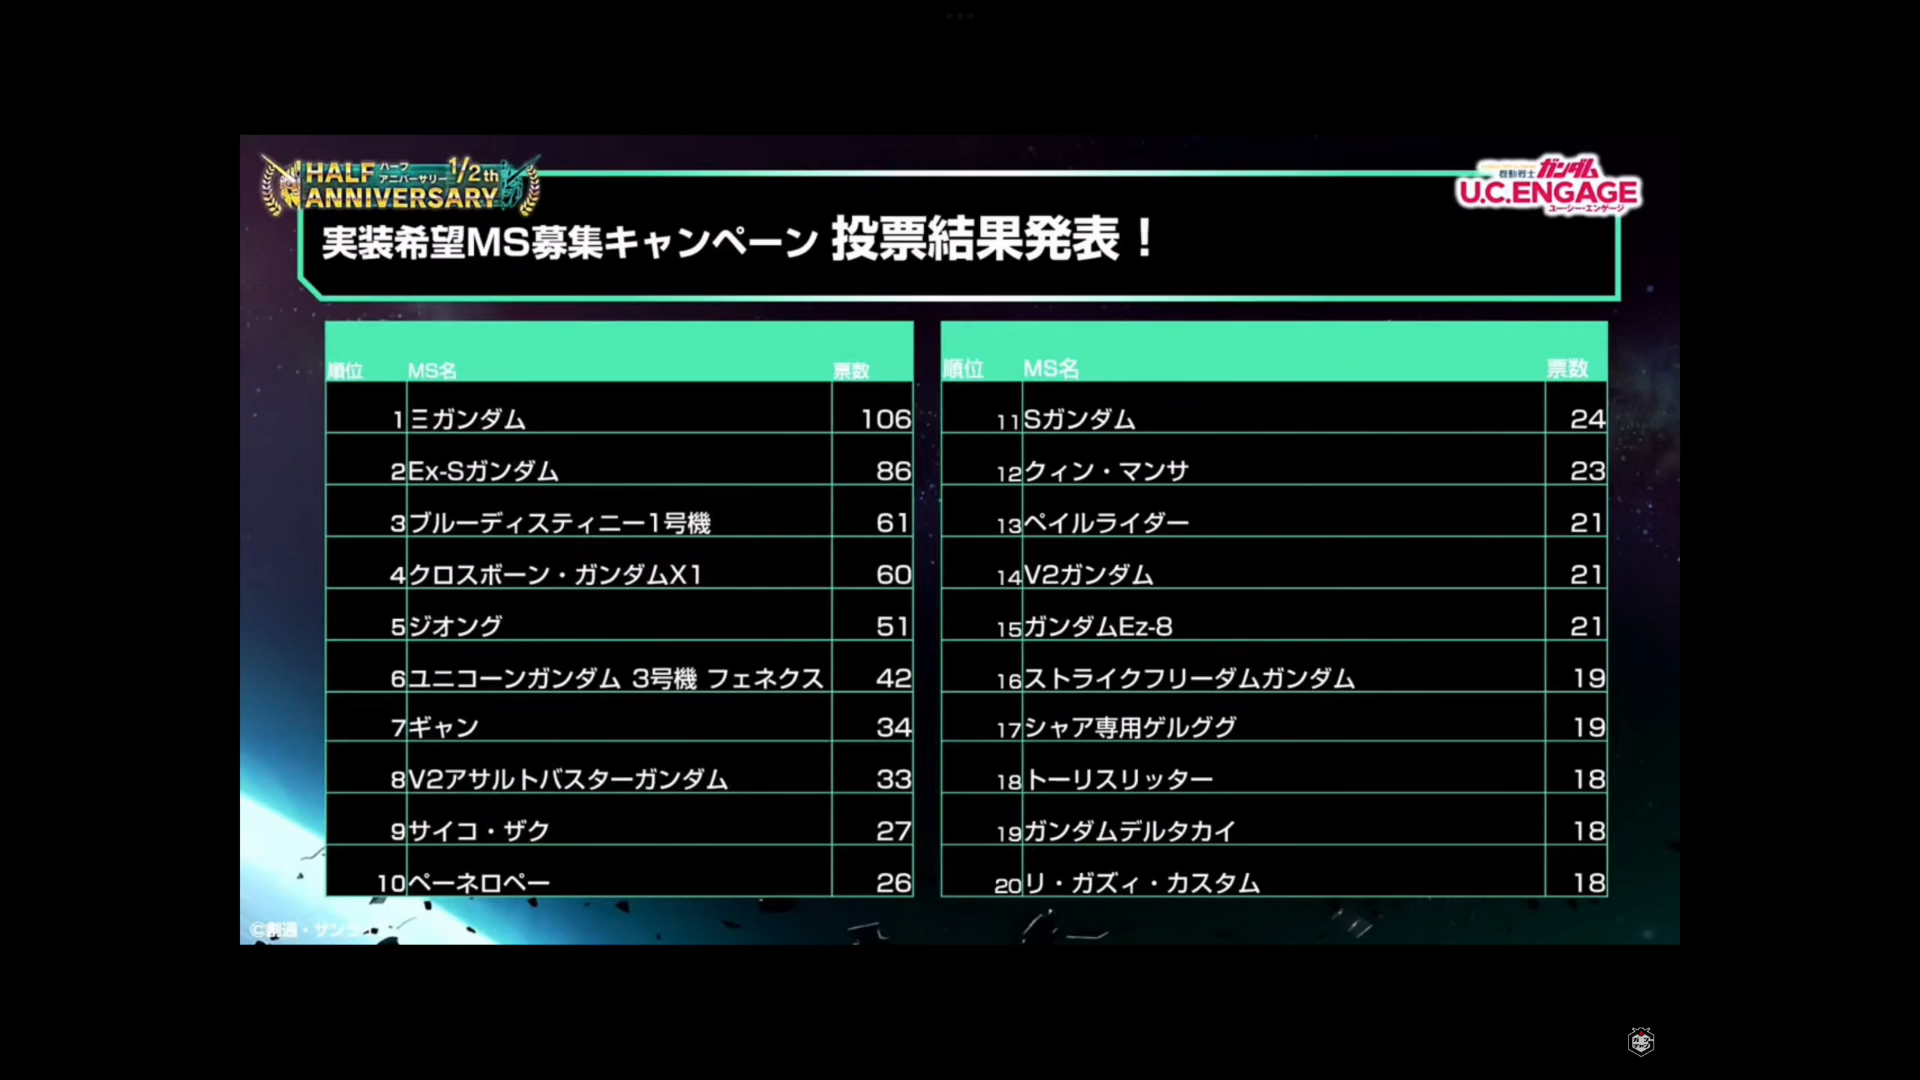 HALF ハーフ 1/2th
アニバーサリー
ANNIVERSARY
機動戦士ガンダム
U.C.ENGAGE
ユー・シー・エンゲージ
実装希望MS募集キャンペーン 投票結果発表！
順位 MS名 票数
1 Ξガンダム 106
2 Ex-Sガンダム 86
3 ブルーディスティニー1号機 61
4 クロスボーン・ガンダムX1 60
5 ジオング 51
6 ユニコーンガンダム 3号機 フェネクス 42
7 ギャン 34
8 V2アサルトバスターガンダム 33
9 サイコ・ザク 27
10 ペーネロペー 26
順位 MS名 票数
11 Sガンダム 24
12 クィン・マンサ 23
13 ペイルライダー 21
14 V2ガンダム 21
15 ガンダムEz-8 21
16 ストライクフリーダムガンダム 19
17 シャア専用ゲルググ 19
18 トーリスリッター 18
19 ガンダムデルタカイ 18
20 リ・ガズィ・カスタム 18
©創通・サンラ